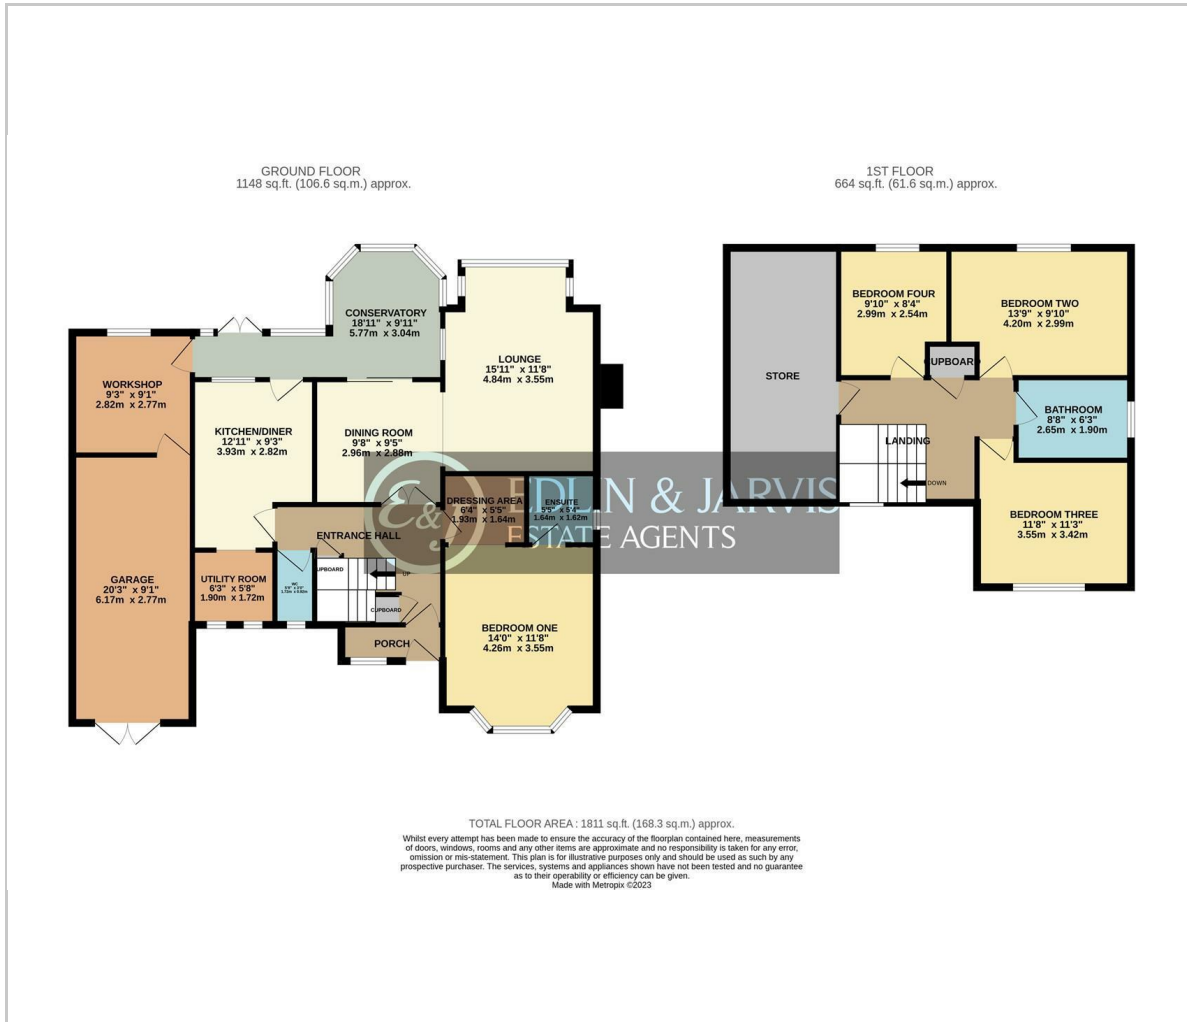 GROUND FLOOR
1148 sq.ft. (106.6 sq.m.) approx.
1ST FLOOR
664 sq.ft. (61.6 sq.m.) approx.
CONSERVATORY
18'11" x 9'11"
5.77m x 3.04m
LOUNGE
15'11" x 11'8"
4.84m x 3.55m
WORKSHOP
9'3" x 9'1"
2.82m x 2.77m
KITCHEN/DINER
12'11" x 9'3"
3.93m x 2.82m
DINING ROOM
9'8" x 9'5"
2.96m x 2.88m
DRESSING AREA
6'4" x 5'5"
1.93m x 1.64m
ENSUITE
5'5" x 5'4"
1.64m x 1.62m
ENTRANCE HALL
GARAGE
20'3" x 9'1"
6.17m x 2.77m
UTILITY ROOM
6'3" x 5'8"
1.90m x 1.72m
WC
UPBOARD
UP
CUPBOARD
PORCH
BEDROOM ONE
14'0" x 11'8"
4.26m x 3.55m
STORE
BEDROOM FOUR
9'10" x 8'4"
2.99m x 2.54m
BEDROOM TWO
13'9" x 9'10"
4.20m x 2.99m
CUPBOARD
BATHROOM
8'8" x 6'3"
2.65m x 1.90m
LANDING
DOWN
BEDROOM THREE
11'8" x 11'3"
3.55m x 3.42m
E&J
EDLIN & JARVIS
ESTATE AGENTS
TOTAL FLOOR AREA : 1811 sq.ft. (168.3 sq.m.) approx.
Whilst every attempt has been made to ensure the accuracy of the floorplan contained here, measurements
of doors, windows, rooms and any other items are approximate and no responsibility is taken for any error,
omission or mis-statement. This plan is for illustrative purposes only and should be used as such by any
prospective purchaser. The services, systems and appliances shown have not been tested and no guarantee
as to their operability or efficiency can be given.
Made with Metropix ©2023